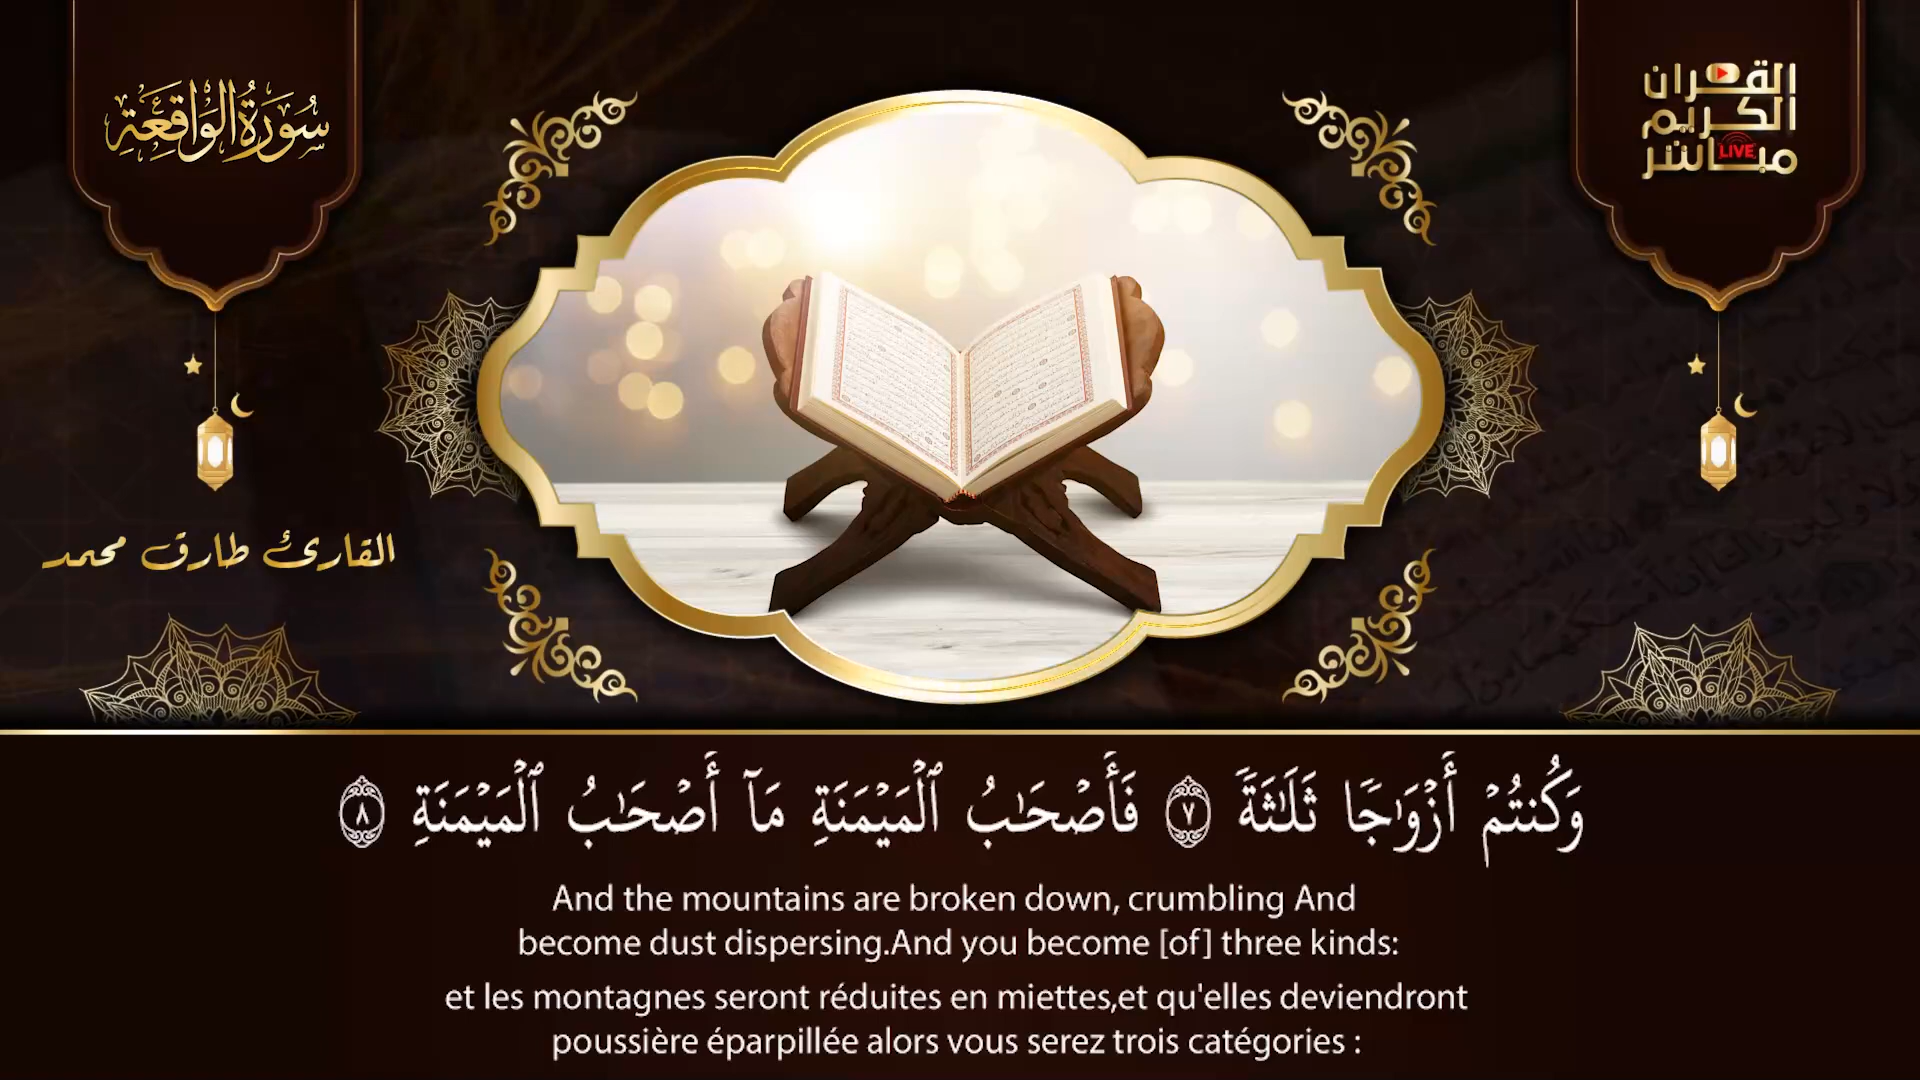 سُورَةُ الوَاقِعَةِ
القرآن
الكريم
مباشر
LIVE
القارئ طارق محمد
وَكُنتُمْ أَزْوَٰجًا ثَلَـٰثَةً ٧ فَأَصْحَـٰبُ ٱلْمَيْمَنَةِ مَآ أَصْحَـٰبُ ٱلْمَيْمَنَةِ ٨
And the mountains are broken down, crumbling And
become dust dispersing.And you become [of] three kinds:
et les montagnes seront réduites en miettes,et qu'elles deviendront
poussière éparpillée alors vous serez trois catégories :